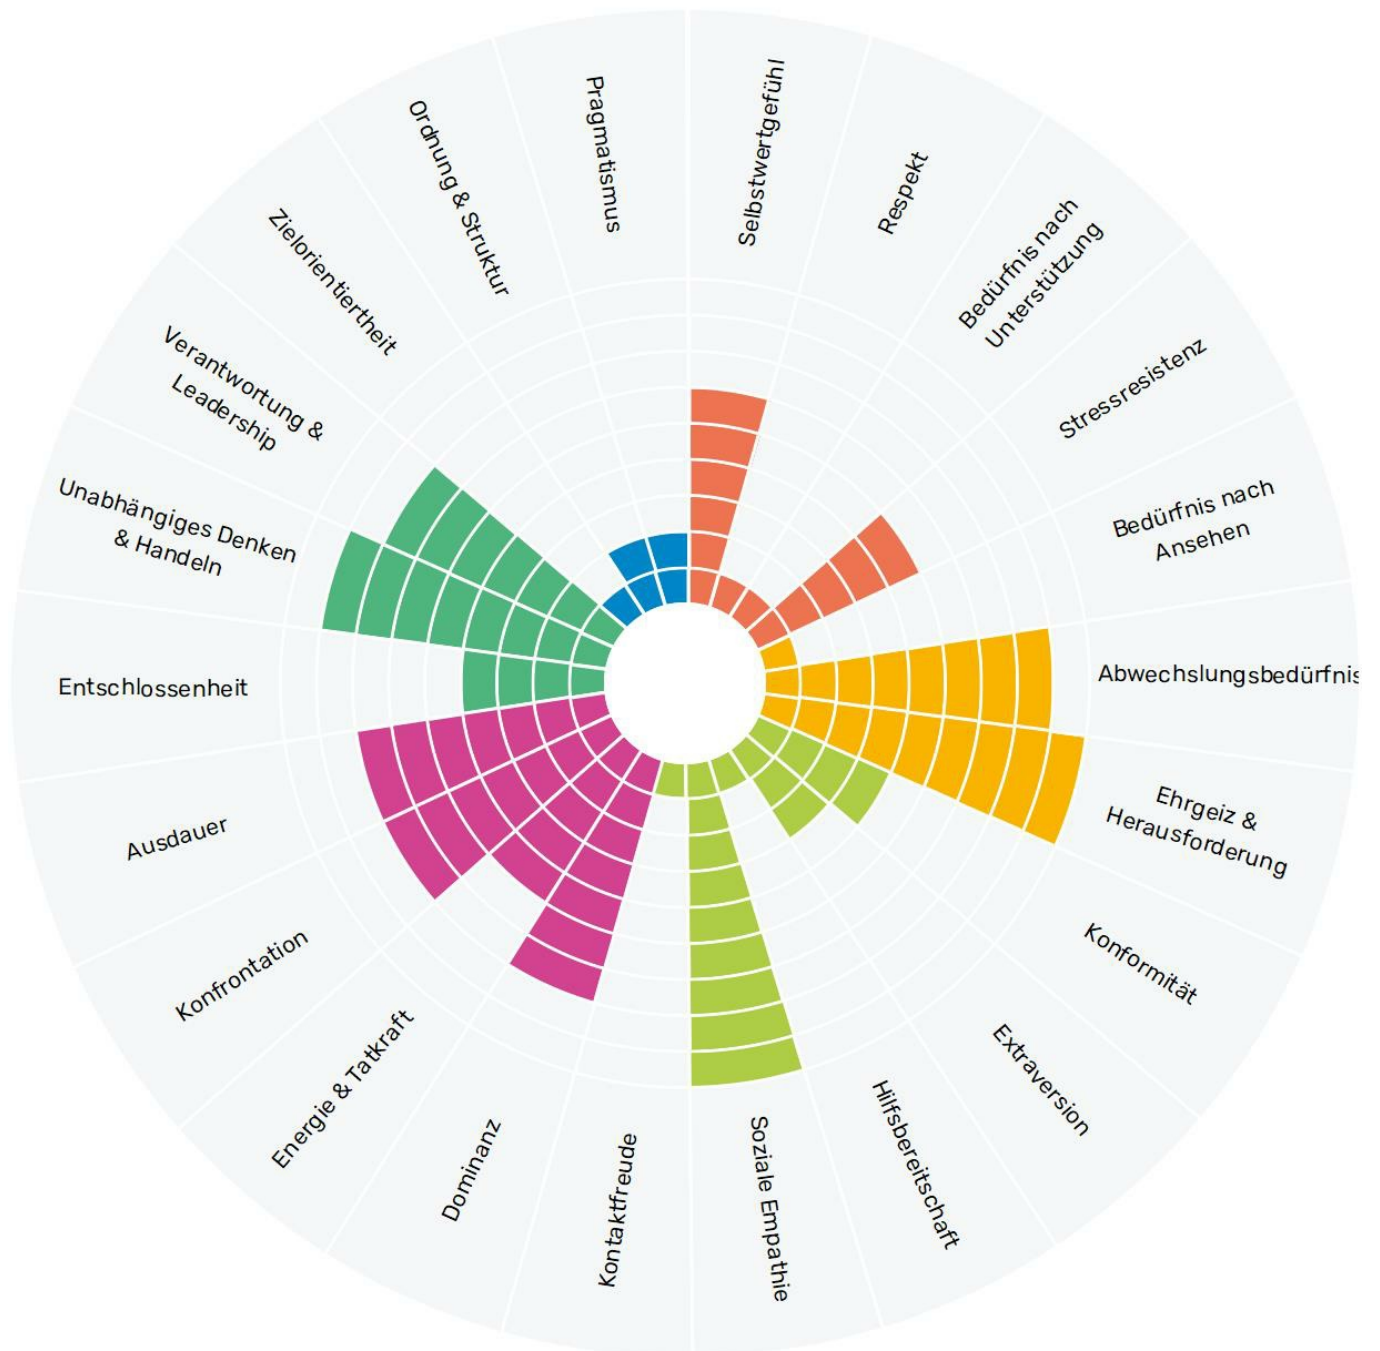 Selbstwertgefühl
Respekt
Bedürfnis nach
Unterstützung
Stressresistenz
Bedürfnis nach
Ansehen
Abwechslungsbedürfnis
Ehrgeiz &
Herausforderung
Konformität
Extraversion
Hilfsbereitschaft
Soziale Empathie
Kontaktfreude
Dominanz
Energie & Tatkraft
Konfrontation
Ausdauer
Entschlossenheit
Unabhängiges Denken
& Handeln
Verantwortung &
Leadership
Zielorientiertheit
Ordnung & Struktur
Pragmatismus